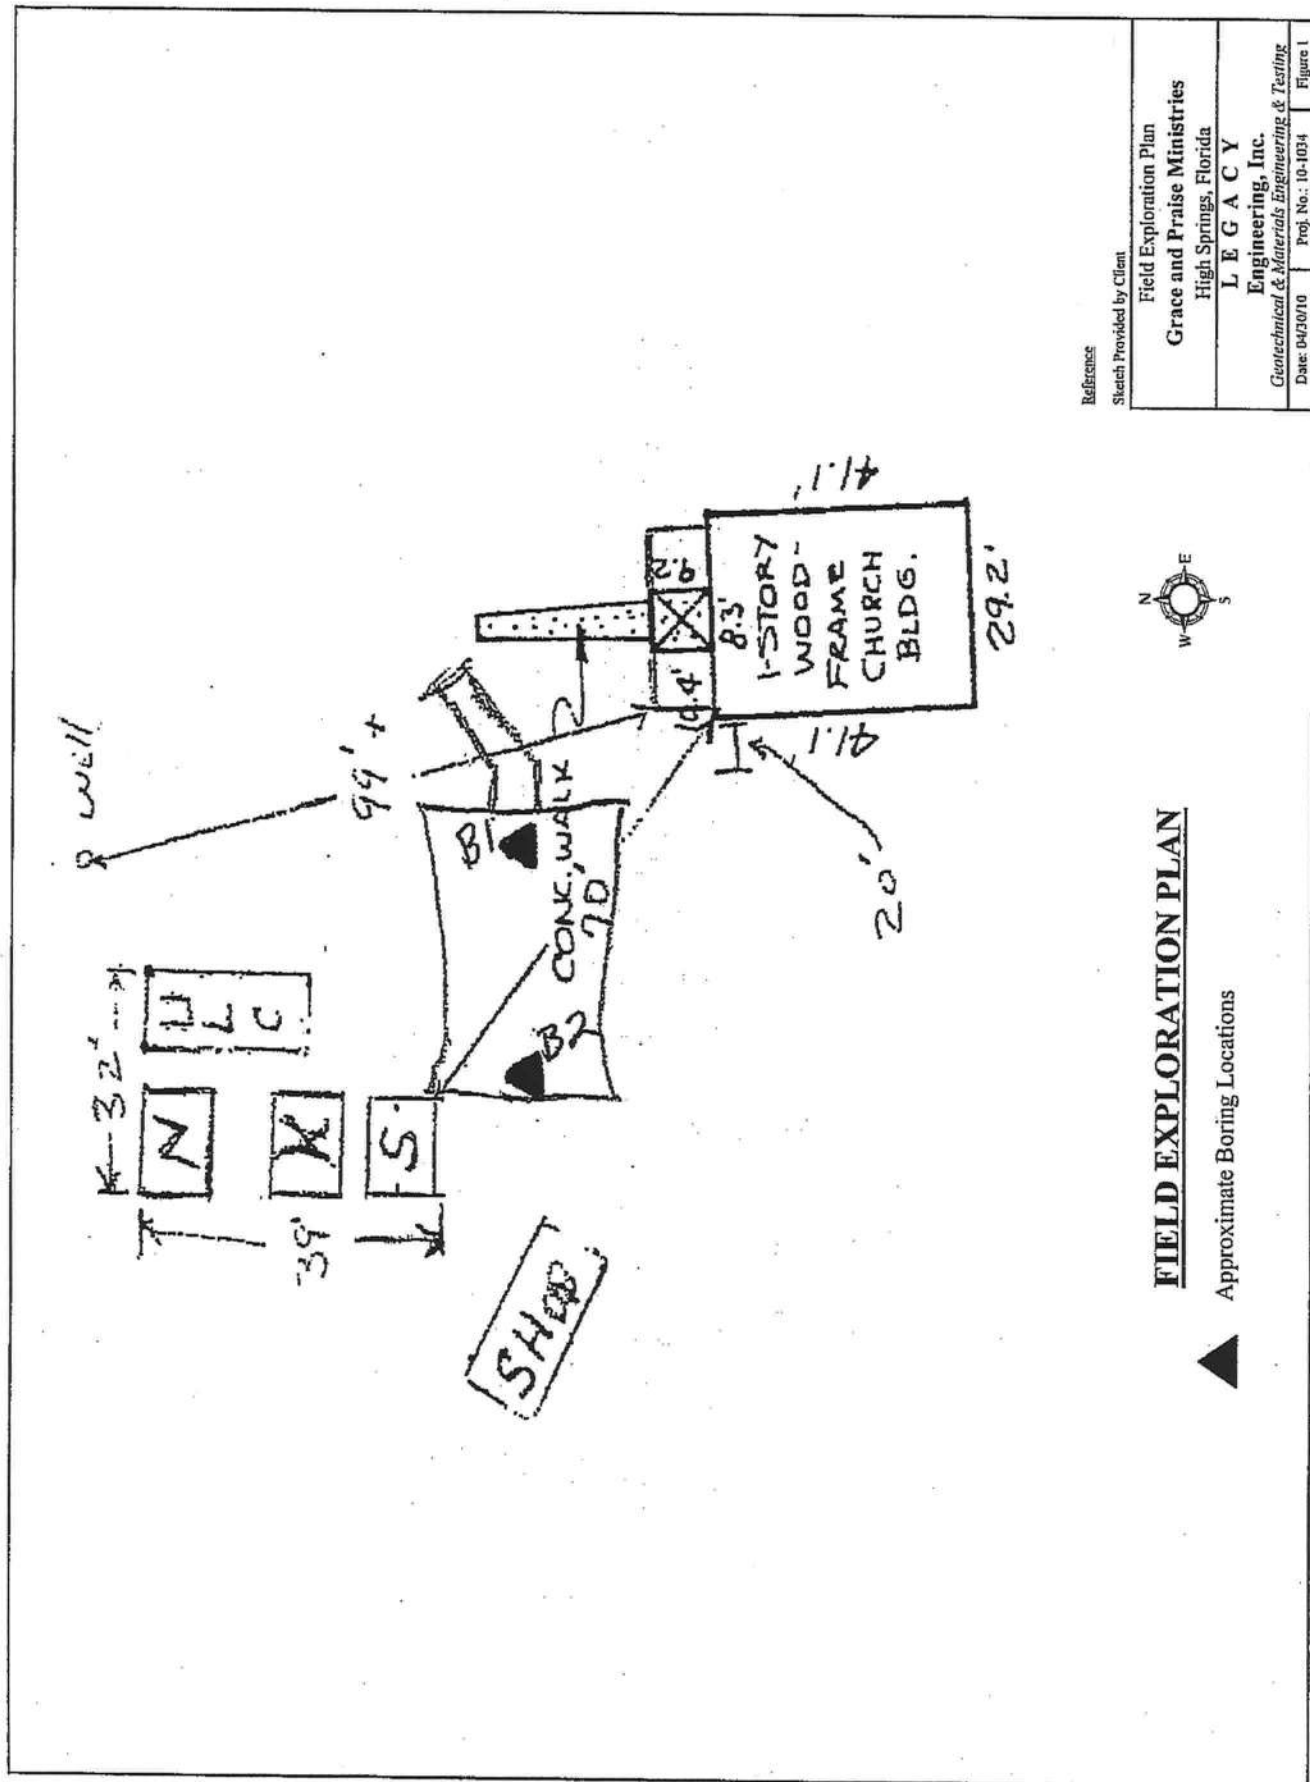 WELL
99' +
32'
N
U
L
C
X
S
39'
SHOP
B1
B2
CONC. WALK
70'
9.2
8.3'
10.4'
1-STORY
WOOD-
FRAME
CHURCH
BLDG.
41.1'
41.1'
29.2'
20'
Reference
Sketch Provided by Client
FIELD EXPLORATION PLAN
Approximate Boring Locations
N
E
S
W
Field Exploration Plan
Grace and Praise Ministries
High Springs, Florida
L E G A C Y
Engineering, Inc.
Geotechnical & Materials Engineering & Testing
Date: 04/30/10 Proj. No.: 10-1034 Figure 1